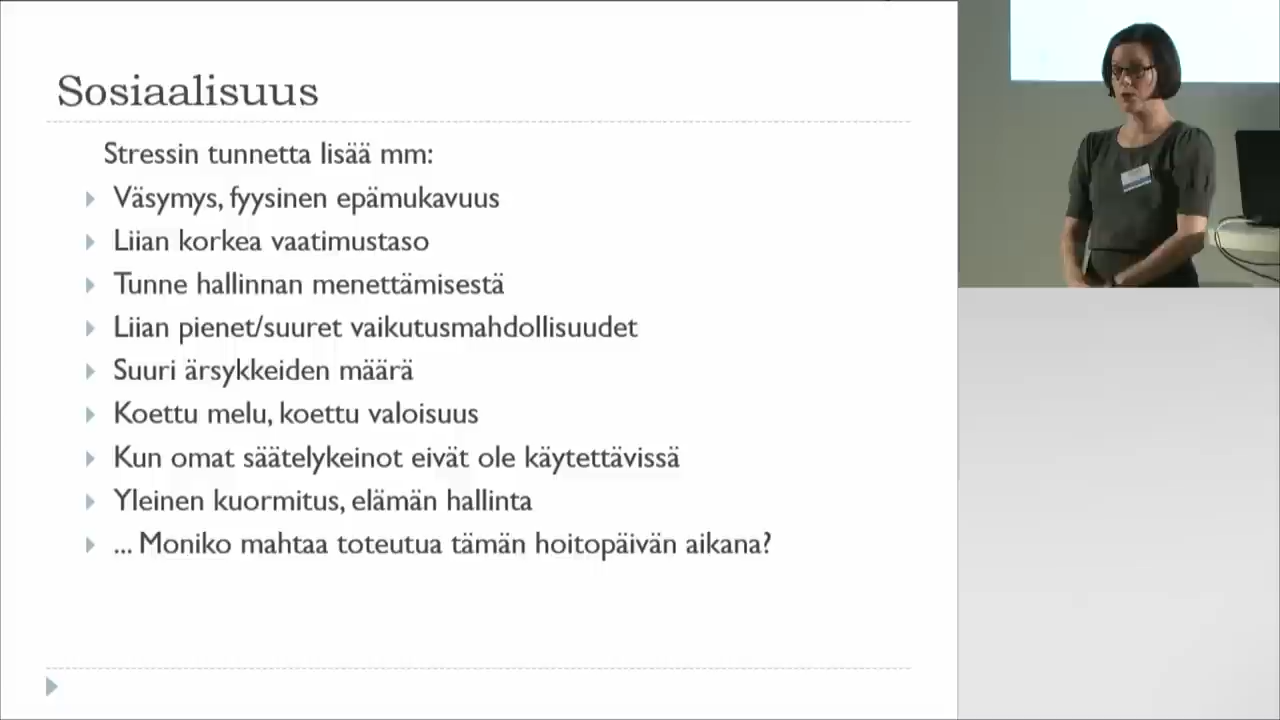 Sosiaalisuus
Stressin tunnetta lisää mm:
Väsymys, fyysinen epämukavuus
Liian korkea vaatimustaso
Tunne hallinnan menettämisestä
Liian pienet/suuret vaikutusmahdollisuudet
Suuri ärsykkeiden määrä
Koettu melu, koettu valoisuus
Kun omat säätelykeinot eivät ole käytettävissä
Yleinen kuormitus, elämän hallinta
... Moniko mahtaa toteutua tämän hoitopäivän aikana?